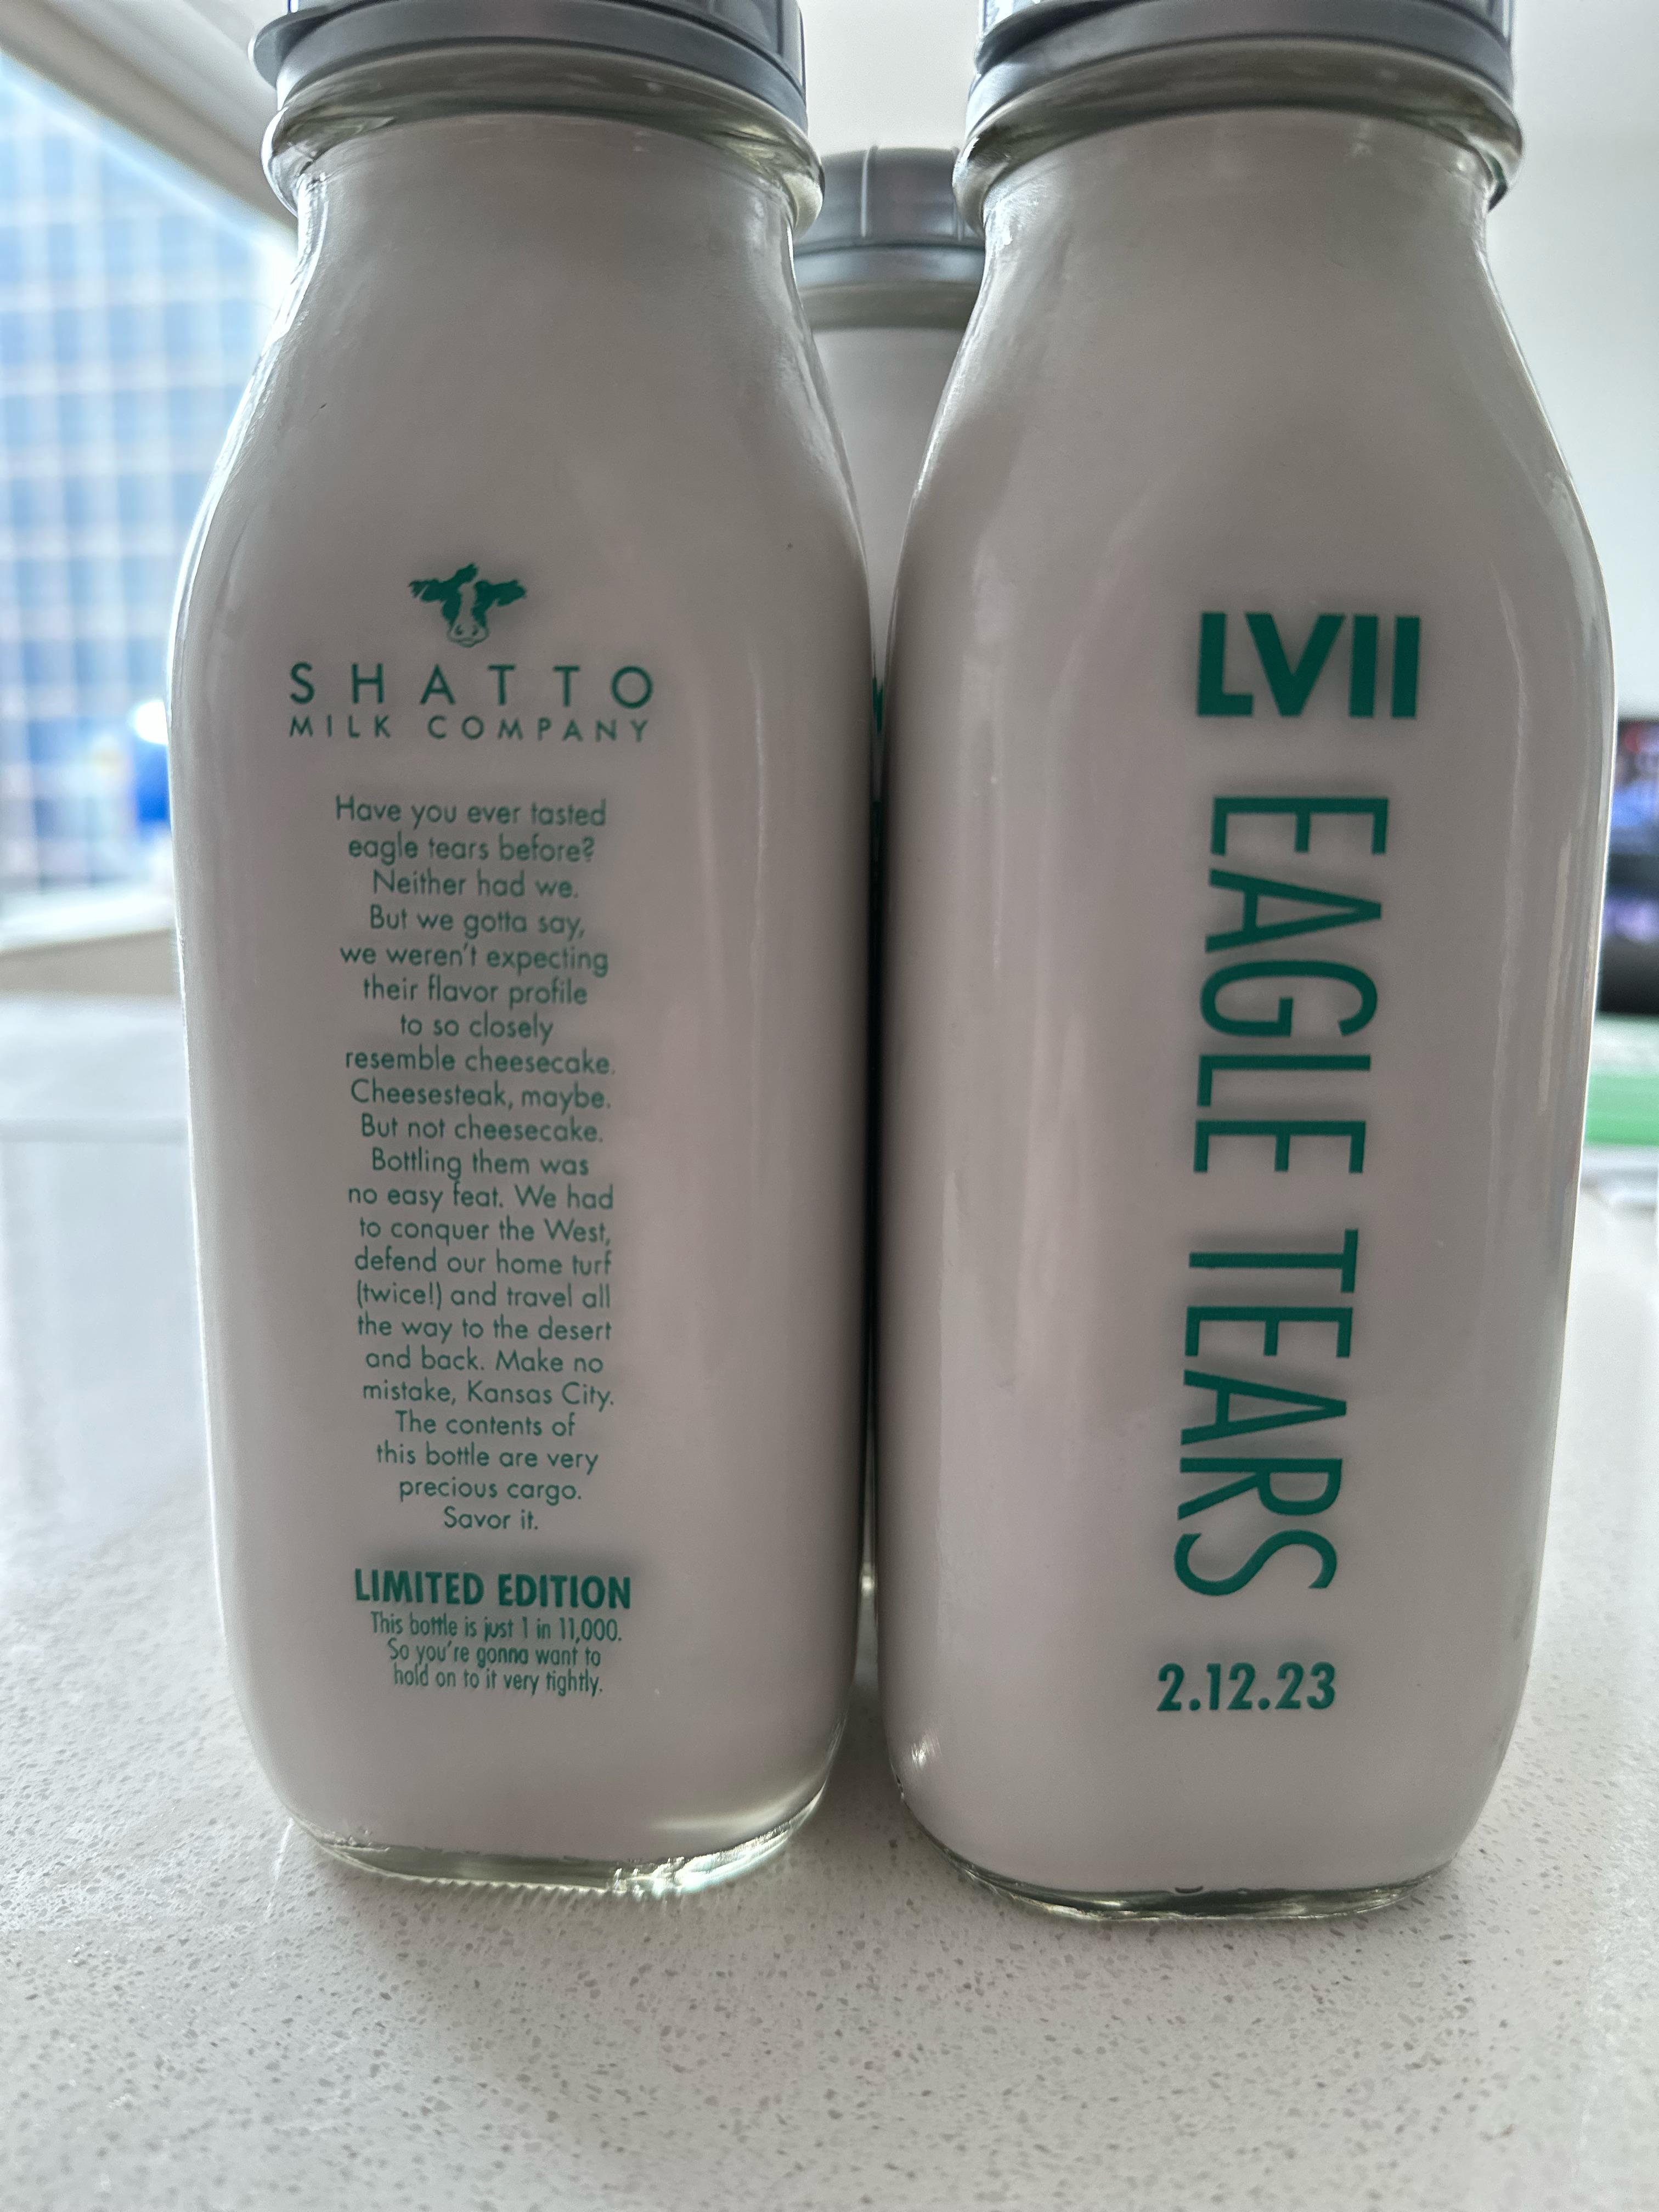 SHATTO
MILK COMPANY
Have you ever tasted
eagle tears before?
Neither had we.
But we gotta say,
we weren't expecting
their flavor profile
to so closely
resemble cheesecake.
Cheesesteak, maybe.
But not cheesecake.
Bottling them was
no easy feat. We had
to conquer the West,
defend our home turf
(twice!) and travel all
the way to the desert
and back. Make no
mistake, Kansas City.
The contents of
this bottle are very
precious cargo.
Savor it.
LIMITED EDITION
This bottle is just 1 in 11,000.
So you're gonna want to
hold on to it very tightly.
LVII
EAGLE TEARS
2.12.23